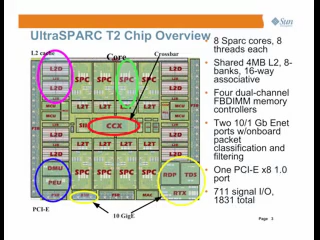 Sun
UltraSPARC T2 Chip Overview
L2 cache
Core
Crossbar
L2D L2D SPC SPC SPC SPC L2D L2D
L2D L2D L2D L2D
L2T L2T L2T L2T
CCX
L2T L2T L2T L2T
DMU
PEU
SPC SPC SPC SPC
RDP TDS
RTX
MAC
PCI-E
10 GigE
8 Sparc cores, 8
threads each
Shared 4MB L2, 8-
banks, 16-way
associative
Four dual-channel
FBDIMM memory
controllers
Two 10/1 Gb Enet
ports w/onboard
packet
classification and
filtering
One PCI-E x8 1.0
port
711 signal I/O,
1831 total
Page 3